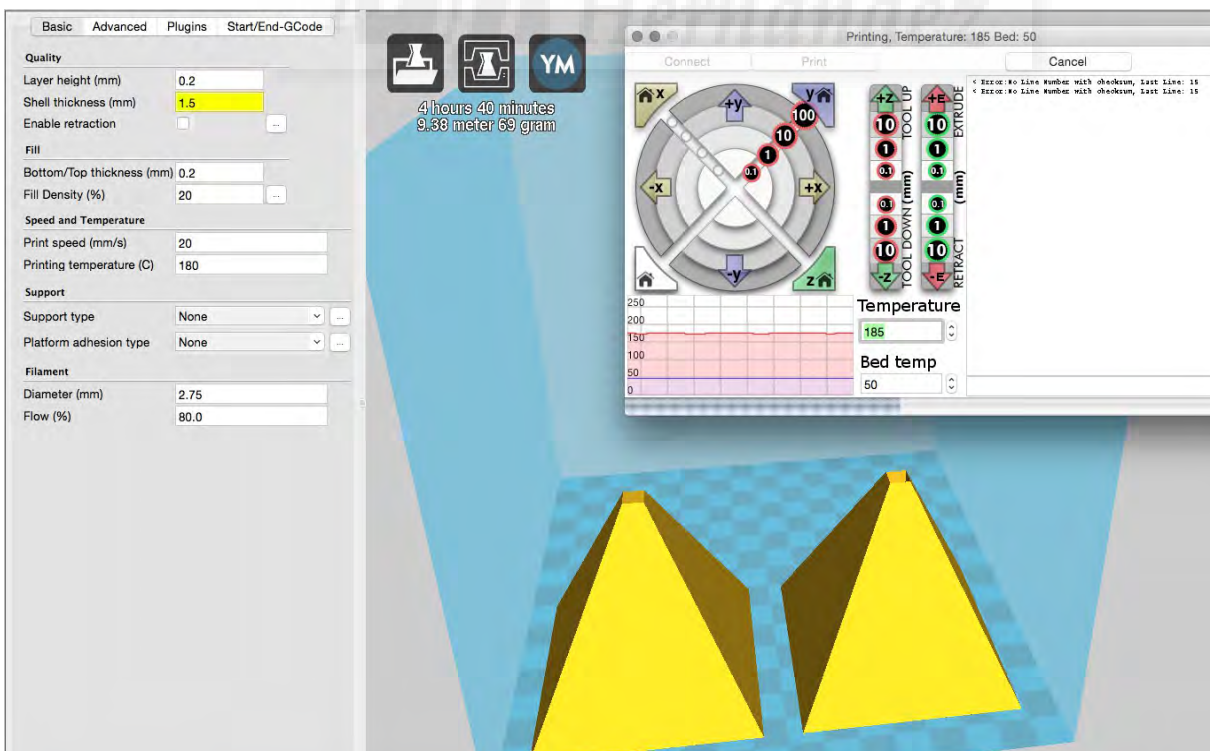 Basic Advanced Plugins Start/End-GCode
Quality
Layer height (mm) 0.2
Shell thickness (mm) 1.5
Enable retraction ...
Fill
Bottom/Top thickness (mm) 0.2
Fill Density (%) 20 ...
Speed and Temperature
Print speed (mm/s) 20
Printing temperature (C) 180
Support
Support type None ...
Platform adhesion type None ...
Filament
Diameter (mm) 2.75
Flow (%) 80.0
YM
4 hours 40 minutes
9.38 meter 69 gram
Printing, Temperature: 185 Bed: 50
Connect Print Cancel
x +y y
100
10
1
0.1
-x +x
-y z
+Z +E
10 10
1 1
0.1 0.1
0.1 0.1
1 1
10 10
-Z -E
TOOL UP
(mm)
TOOL DOWN
EXTRUDE
(mm)
RETRACT
< Error:No Line Number with checksum, Last Line: 15
< Error:No Line Number with checksum, Last Line: 15
250
200
150
100
50
0
Temperature
185
Bed temp
50